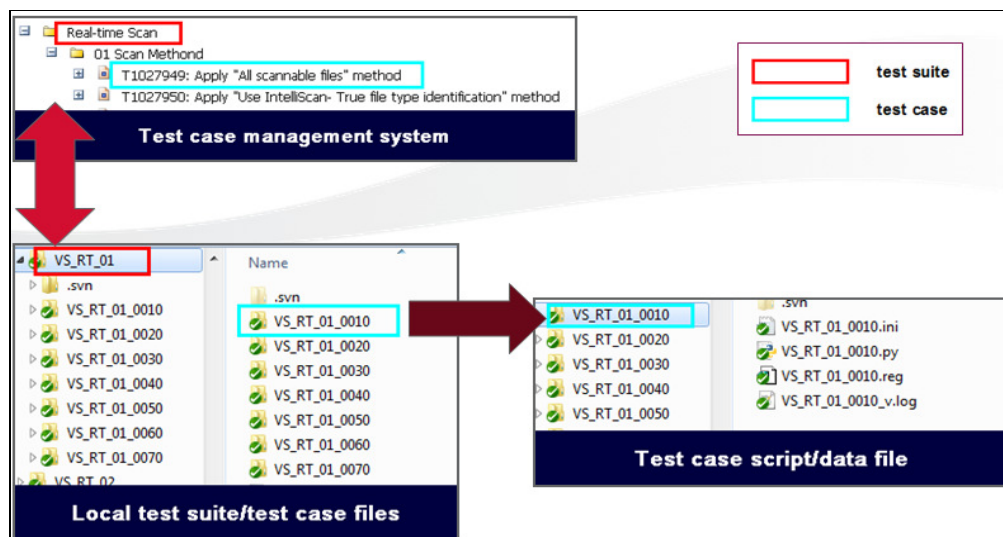 Real-time Scan
01 Scan Methond
T1027949: Apply "All scannable files" method
T1027950: Apply "Use IntelliScan- True file type identification" method
Test case management system
test suite
test case
VS_RT_01
.svn
VS_RT_01_0010
VS_RT_01_0020
VS_RT_01_0030
VS_RT_01_0040
VS_RT_01_0050
VS_RT_01_0060
VS_RT_01_0070
VS_RT_02
Name
.svn
VS_RT_01_0010
VS_RT_01_0020
VS_RT_01_0030
VS_RT_01_0040
VS_RT_01_0050
VS_RT_01_0060
VS_RT_01_0070
Local test suite/test case files
VS_RT_01_0010
VS_RT_01_0020
VS_RT_01_0030
VS_RT_01_0040
VS_RT_01_0050
.svn
VS_RT_01_0010.ini
VS_RT_01_0010.py
VS_RT_01_0010.reg
VS_RT_01_0010_v.log
Test case script/data file